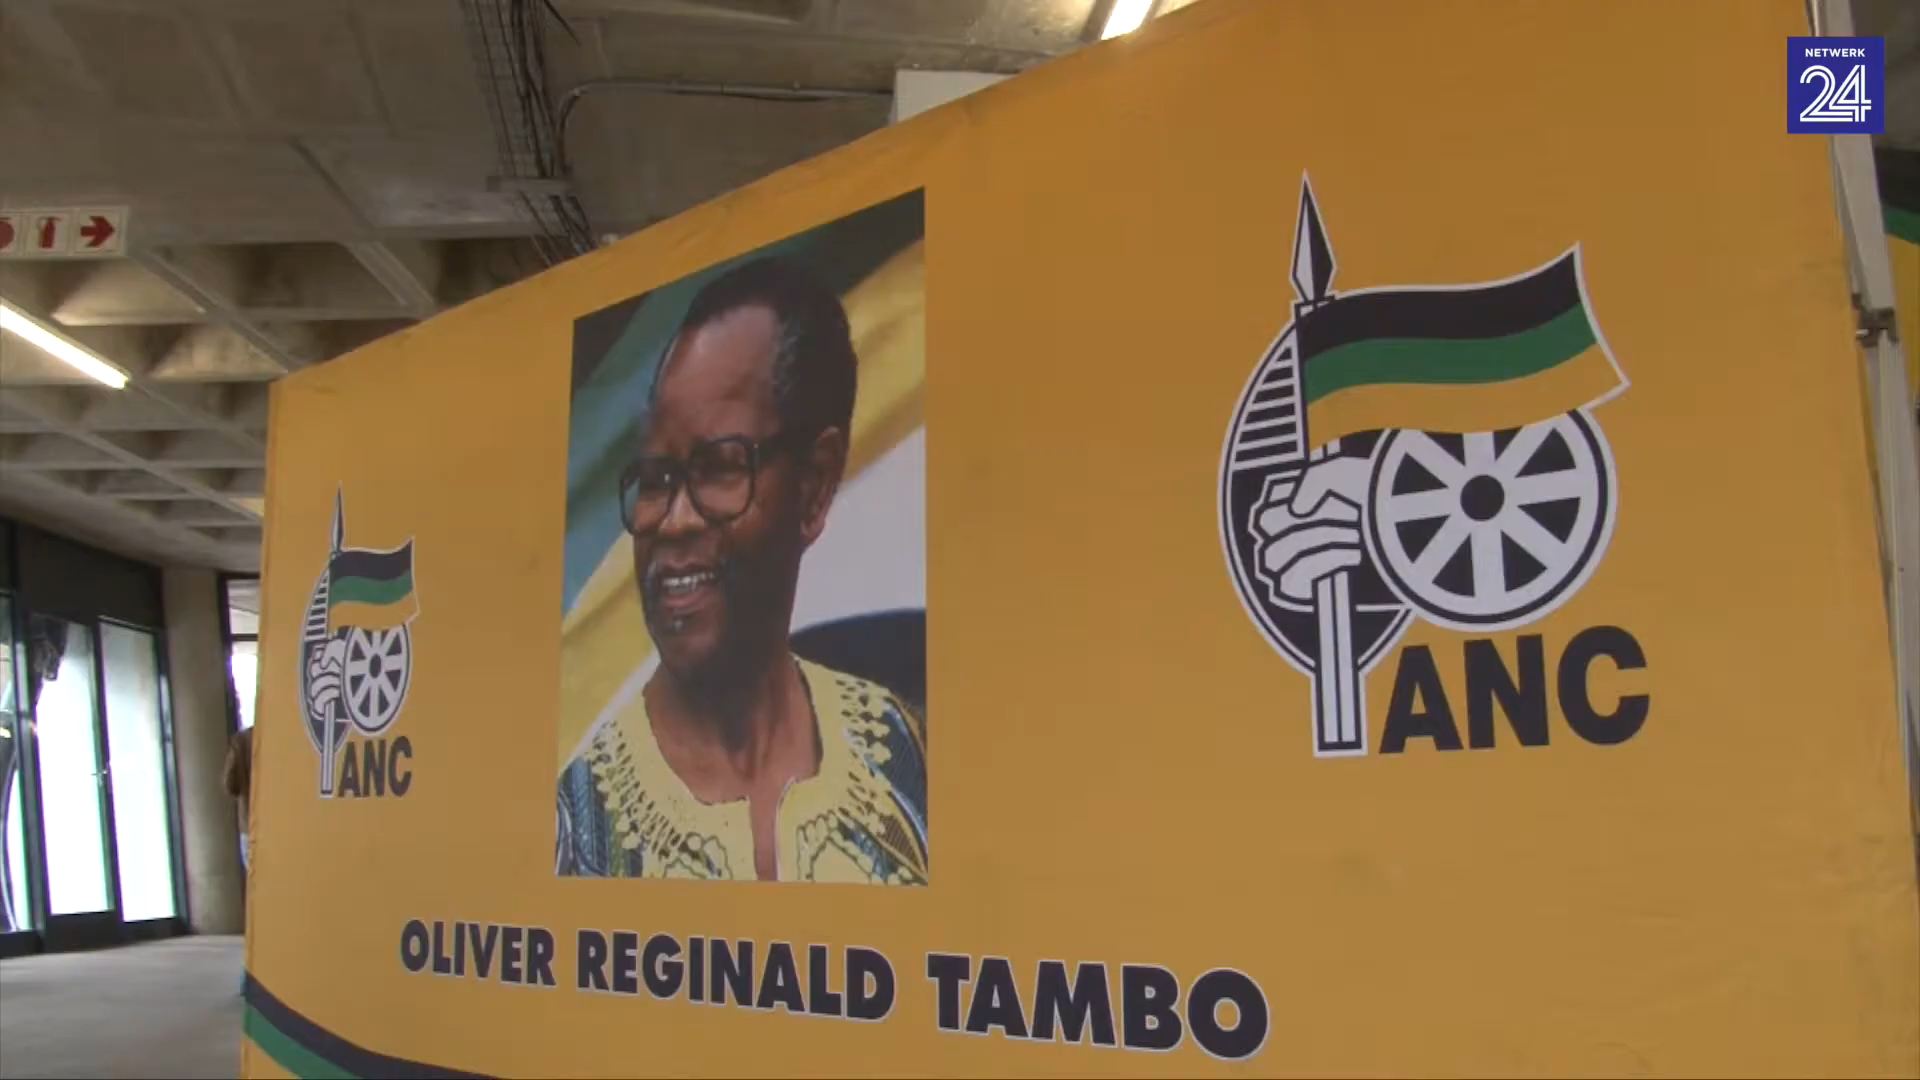 NETWERK
24
ANC
ANC
OLIVER REGINALD TAMBO